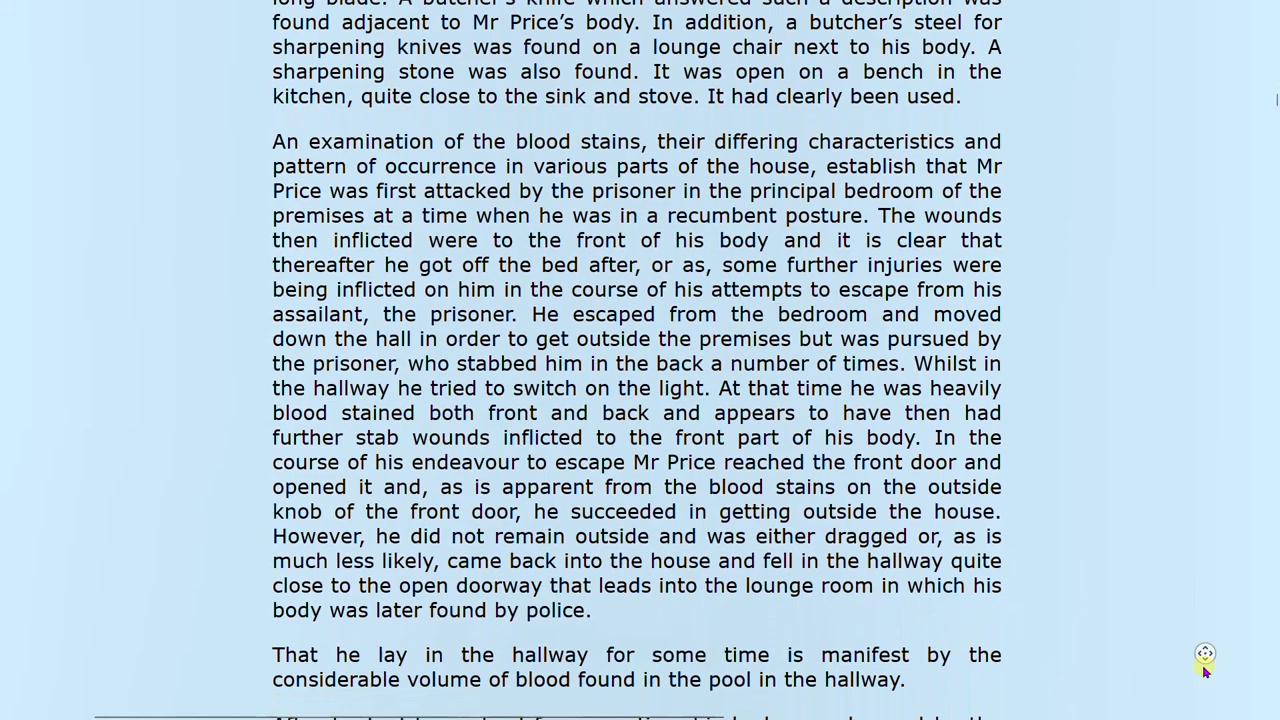 long blade. A butcher's knife which answered such a description was
found adjacent to Mr Price’s body. In addition, a butcher’s steel for
sharpening knives was found on a lounge chair next to his body. A
sharpening stone was also found. It was open on a bench in the
kitchen, quite close to the sink and stove. It had clearly been used.
An examination of the blood stains, their differing characteristics and
pattern of occurrence in various parts of the house, establish that Mr
Price was first attacked by the prisoner in the principal bedroom of the
premises at a time when he was in a recumbent posture. The wounds
then inflicted were to the front of his body and it is clear that
thereafter he got off the bed after, or as, some further injuries were
being inflicted on him in the course of his attempts to escape from his
assailant, the prisoner. He escaped from the bedroom and moved
down the hall in order to get outside the premises but was pursued by
the prisoner, who stabbed him in the back a number of times. Whilst in
the hallway he tried to switch on the light. At that time he was heavily
blood stained both front and back and appears to have then had
further stab wounds inflicted to the front part of his body. In the
course of his endeavour to escape Mr Price reached the front door and
opened it and, as is apparent from the blood stains on the outside
knob of the front door, he succeeded in getting outside the house.
However, he did not remain outside and was either dragged or, as is
much less likely, came back into the house and fell in the hallway quite
close to the open doorway that leads into the lounge room in which his
body was later found by police.
That he lay in the hallway for some time is manifest by the
considerable volume of blood found in the pool in the hallway.